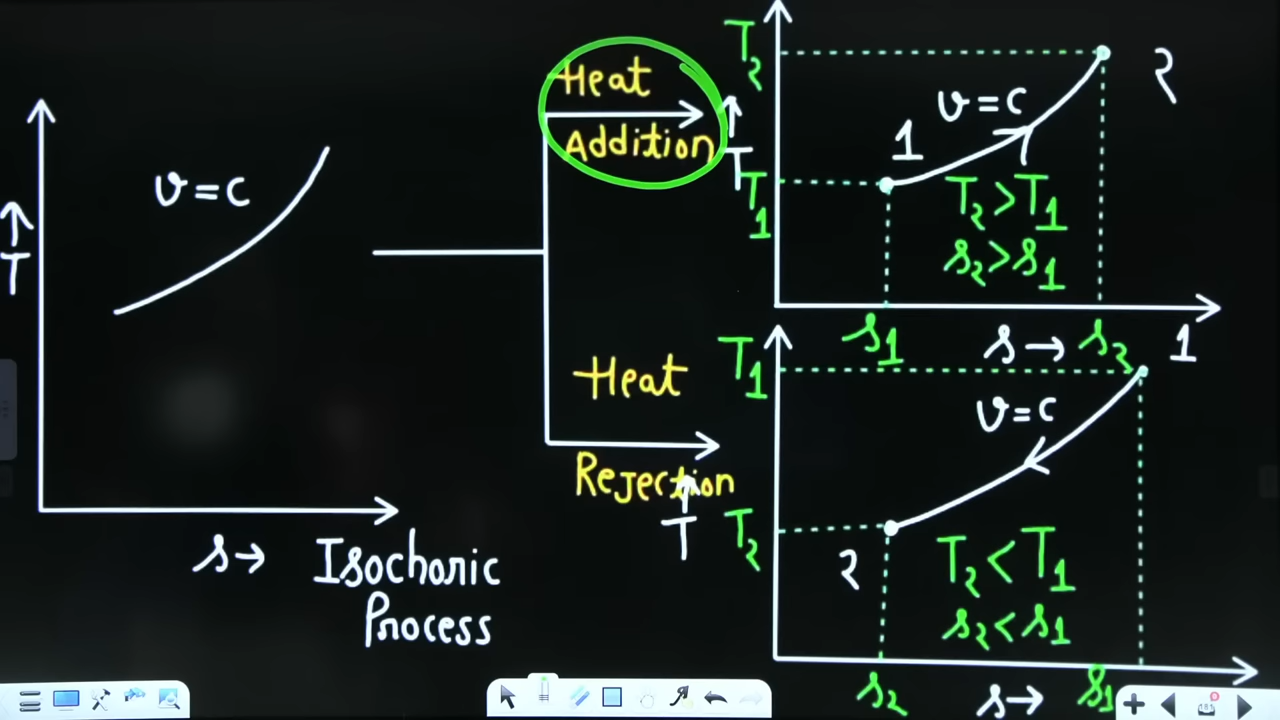 T
v = c
s →
Isochoric
Process
Heat
Addition
Heat
Rejection
T
T₂
T₁
1
2
v = c
T₂ > T₁
s₂ > s₁
s₁
s →
s₂
T
T₁
T₂
1
2
v = c
T₂ < T₁
s₂ < s₁
s₂
s →
s₁
181